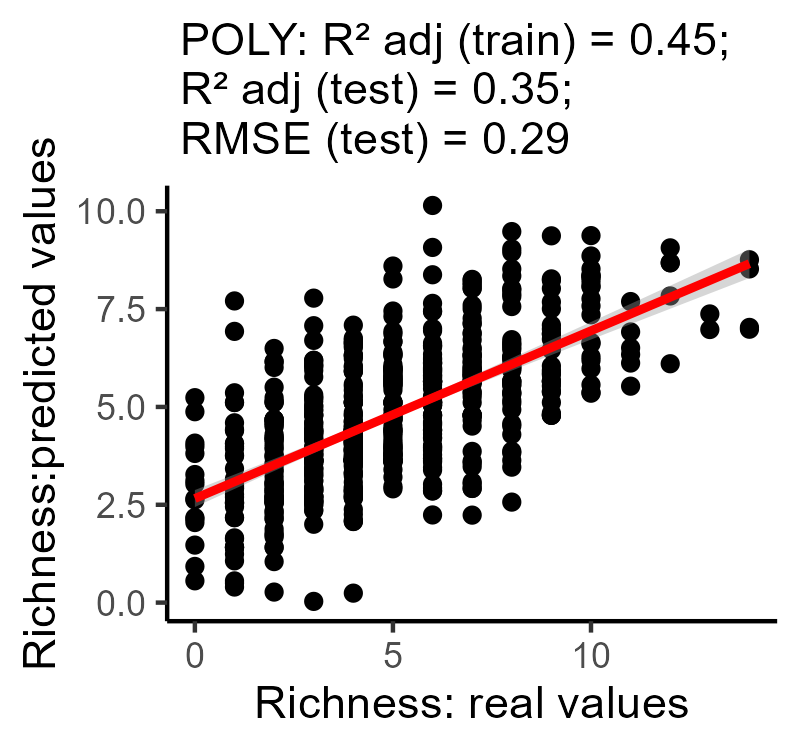 POLY: R² adj (train) = 0.45;
R² adj (test) = 0.35;
RMSE (test) = 0.29
Richness:predicted values
10.0
7.5
5.0
2.5
0.0
0
5
10
Richness: real values